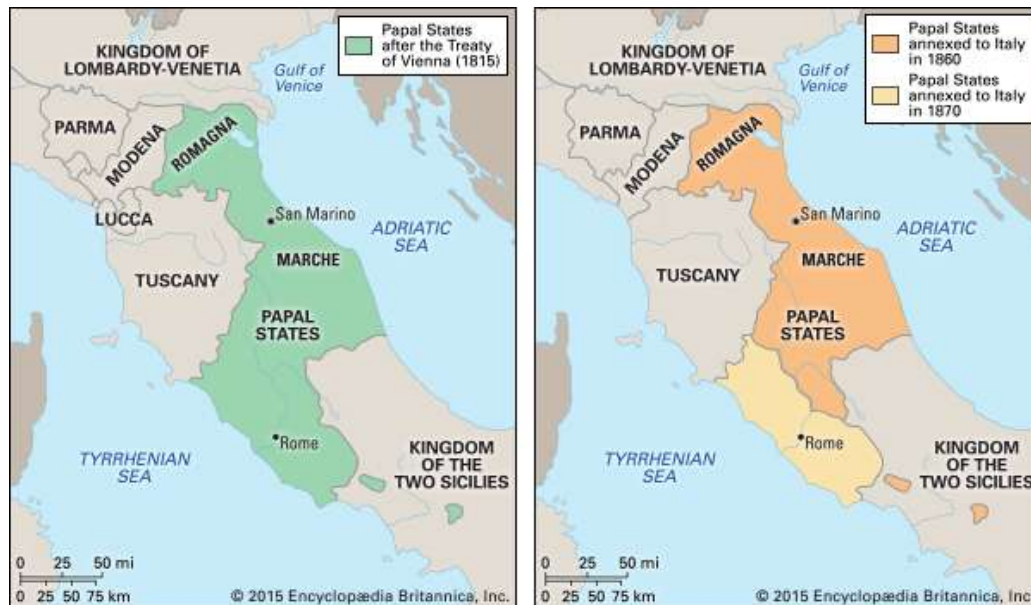 Papal States
after the Treaty
of Vienna (1815)
KINGDOM OF
LOMBARDY-VENETIA
Gulf of
Venice
PARMA
MODENA
ROMAGNA
LUCCA
San Marino
ADRIATIC
SEA
MARCHE
TUSCANY
PAPAL
STATES
Rome
TYRRHENIAN
SEA
KINGDOM
OF THE
TWO SICILIES
0 25 50 mi
0 25 50 75 km
© 2015 Encyclopædia Britannica, Inc.
Papal States
annexed to Italy
in 1860
Papal States
annexed to Italy
in 1870
KINGDOM OF
LOMBARDY-VENETIA
Gulf of
Venice
PARMA
MODENA
ROMAGNA
San Marino
ADRIATIC
SEA
MARCHE
TUSCANY
PAPAL
STATES
Rome
TYRRHENIAN
SEA
KINGDOM
OF THE
TWO SICILIES
0 25 50 mi
0 25 50 75 km
© 2015 Encyclopædia Britannica, Inc.